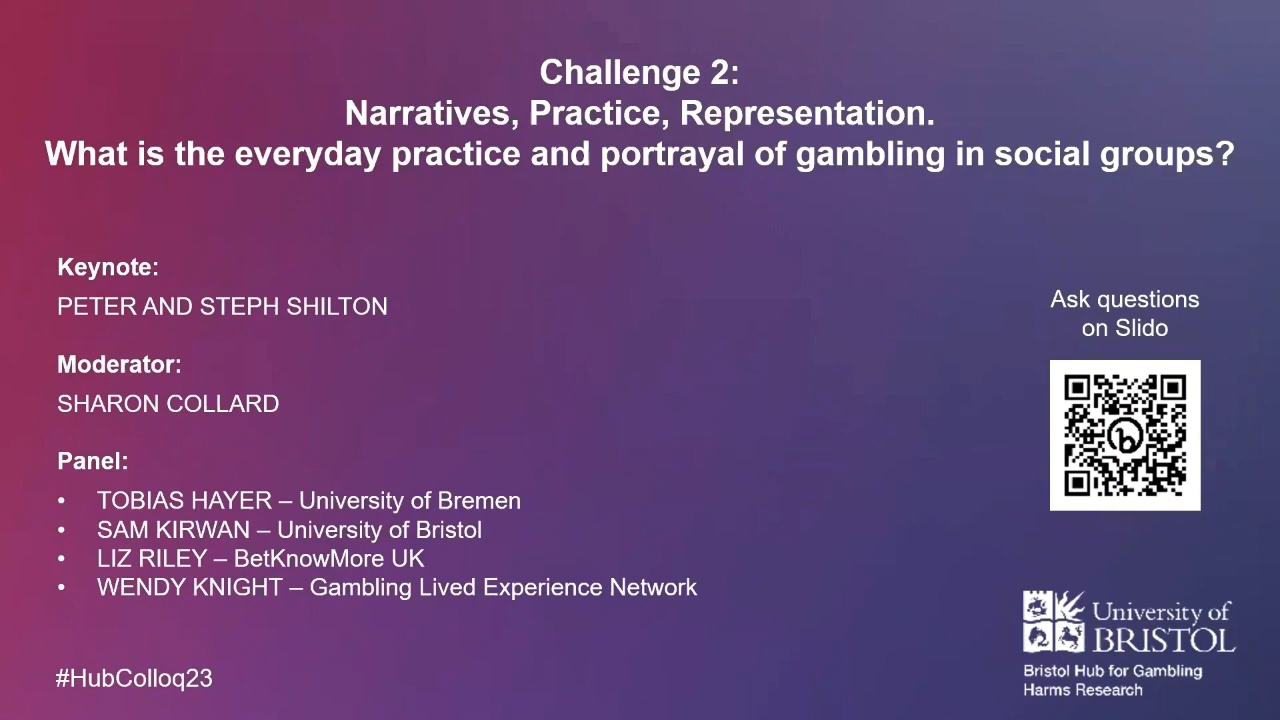 Challenge 2:
Narratives, Practice, Representation.
What is the everyday practice and portrayal of gambling in social groups?
Keynote:
PETER AND STEPH SHILTON
Moderator:
SHARON COLLARD
Panel:
• TOBIAS HAYER – University of Bremen
• SAM KIRWAN – University of Bristol
• LIZ RILEY – BetKnowMore UK
• WENDY KNIGHT – Gambling Lived Experience Network
#HubColloq23
Ask questions
on Slido
b
University of
BRISTOL
Bristol Hub for Gambling
Harms Research